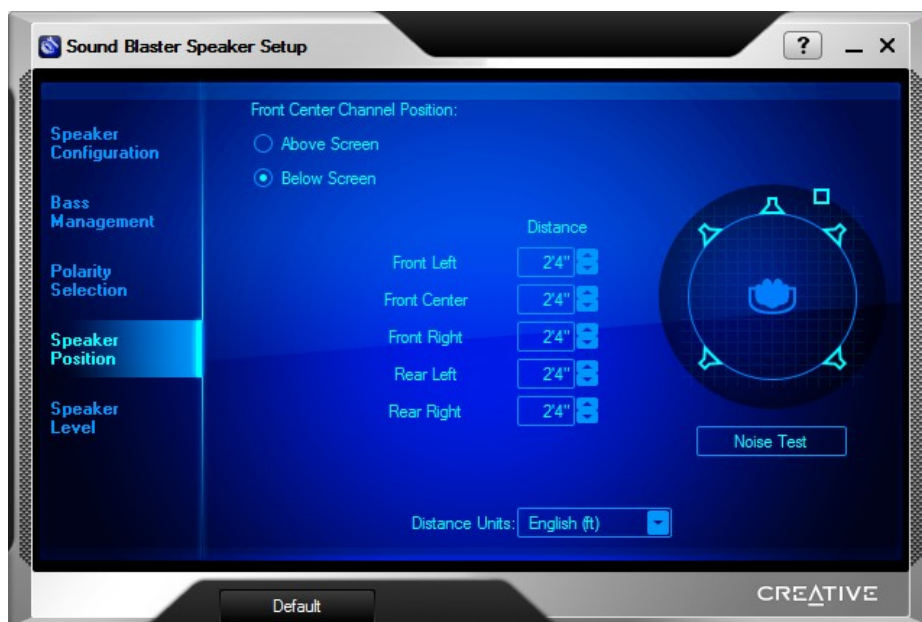 Sound Blaster Speaker Setup
?
Speaker
Configuration
Bass
Management
Polarity
Selection
Speaker
Position
Speaker
Level
Front Center Channel Position:
Above Screen
Below Screen
Distance
Front Left 2'4"
Front Center 2'4"
Front Right 2'4"
Rear Left 2'4"
Rear Right 2'4"
Noise Test
Distance Units: English (ft)
Default
CREATIVE